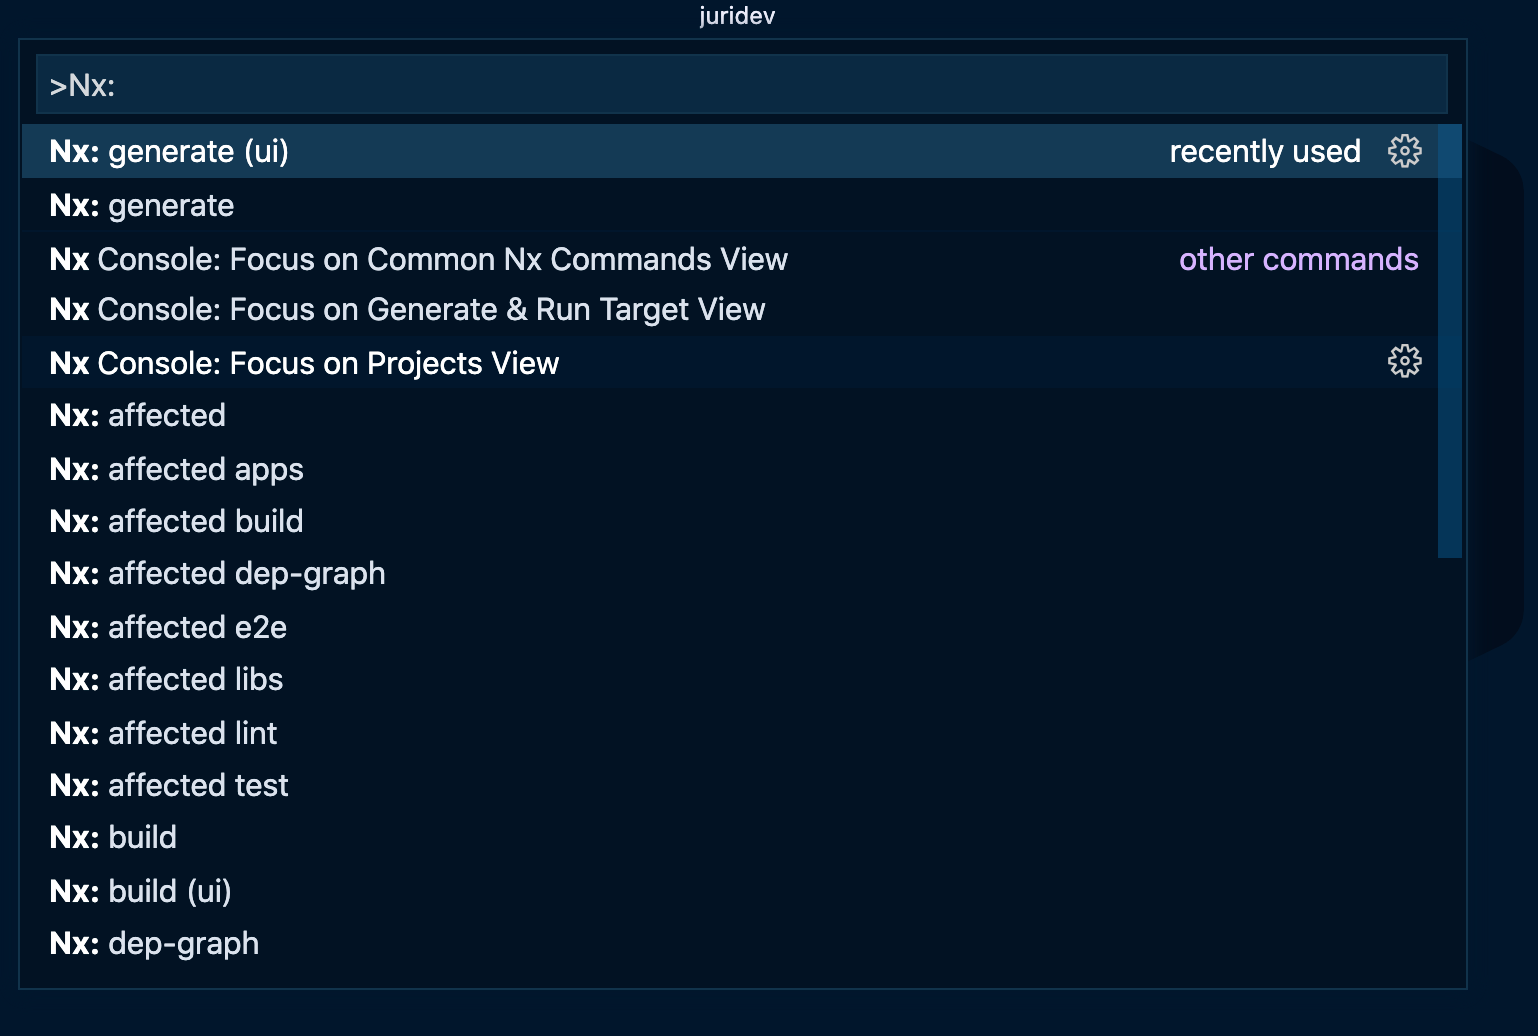 juridev
>Nx:
Nx: generate (ui) recently used
Nx: generate
Nx Console: Focus on Common Nx Commands View other commands
Nx Console: Focus on Generate & Run Target View
Nx Console: Focus on Projects View
Nx: affected
Nx: affected apps
Nx: affected build
Nx: affected dep-graph
Nx: affected e2e
Nx: affected libs
Nx: affected lint
Nx: affected test
Nx: build
Nx: build (ui)
Nx: dep-graph